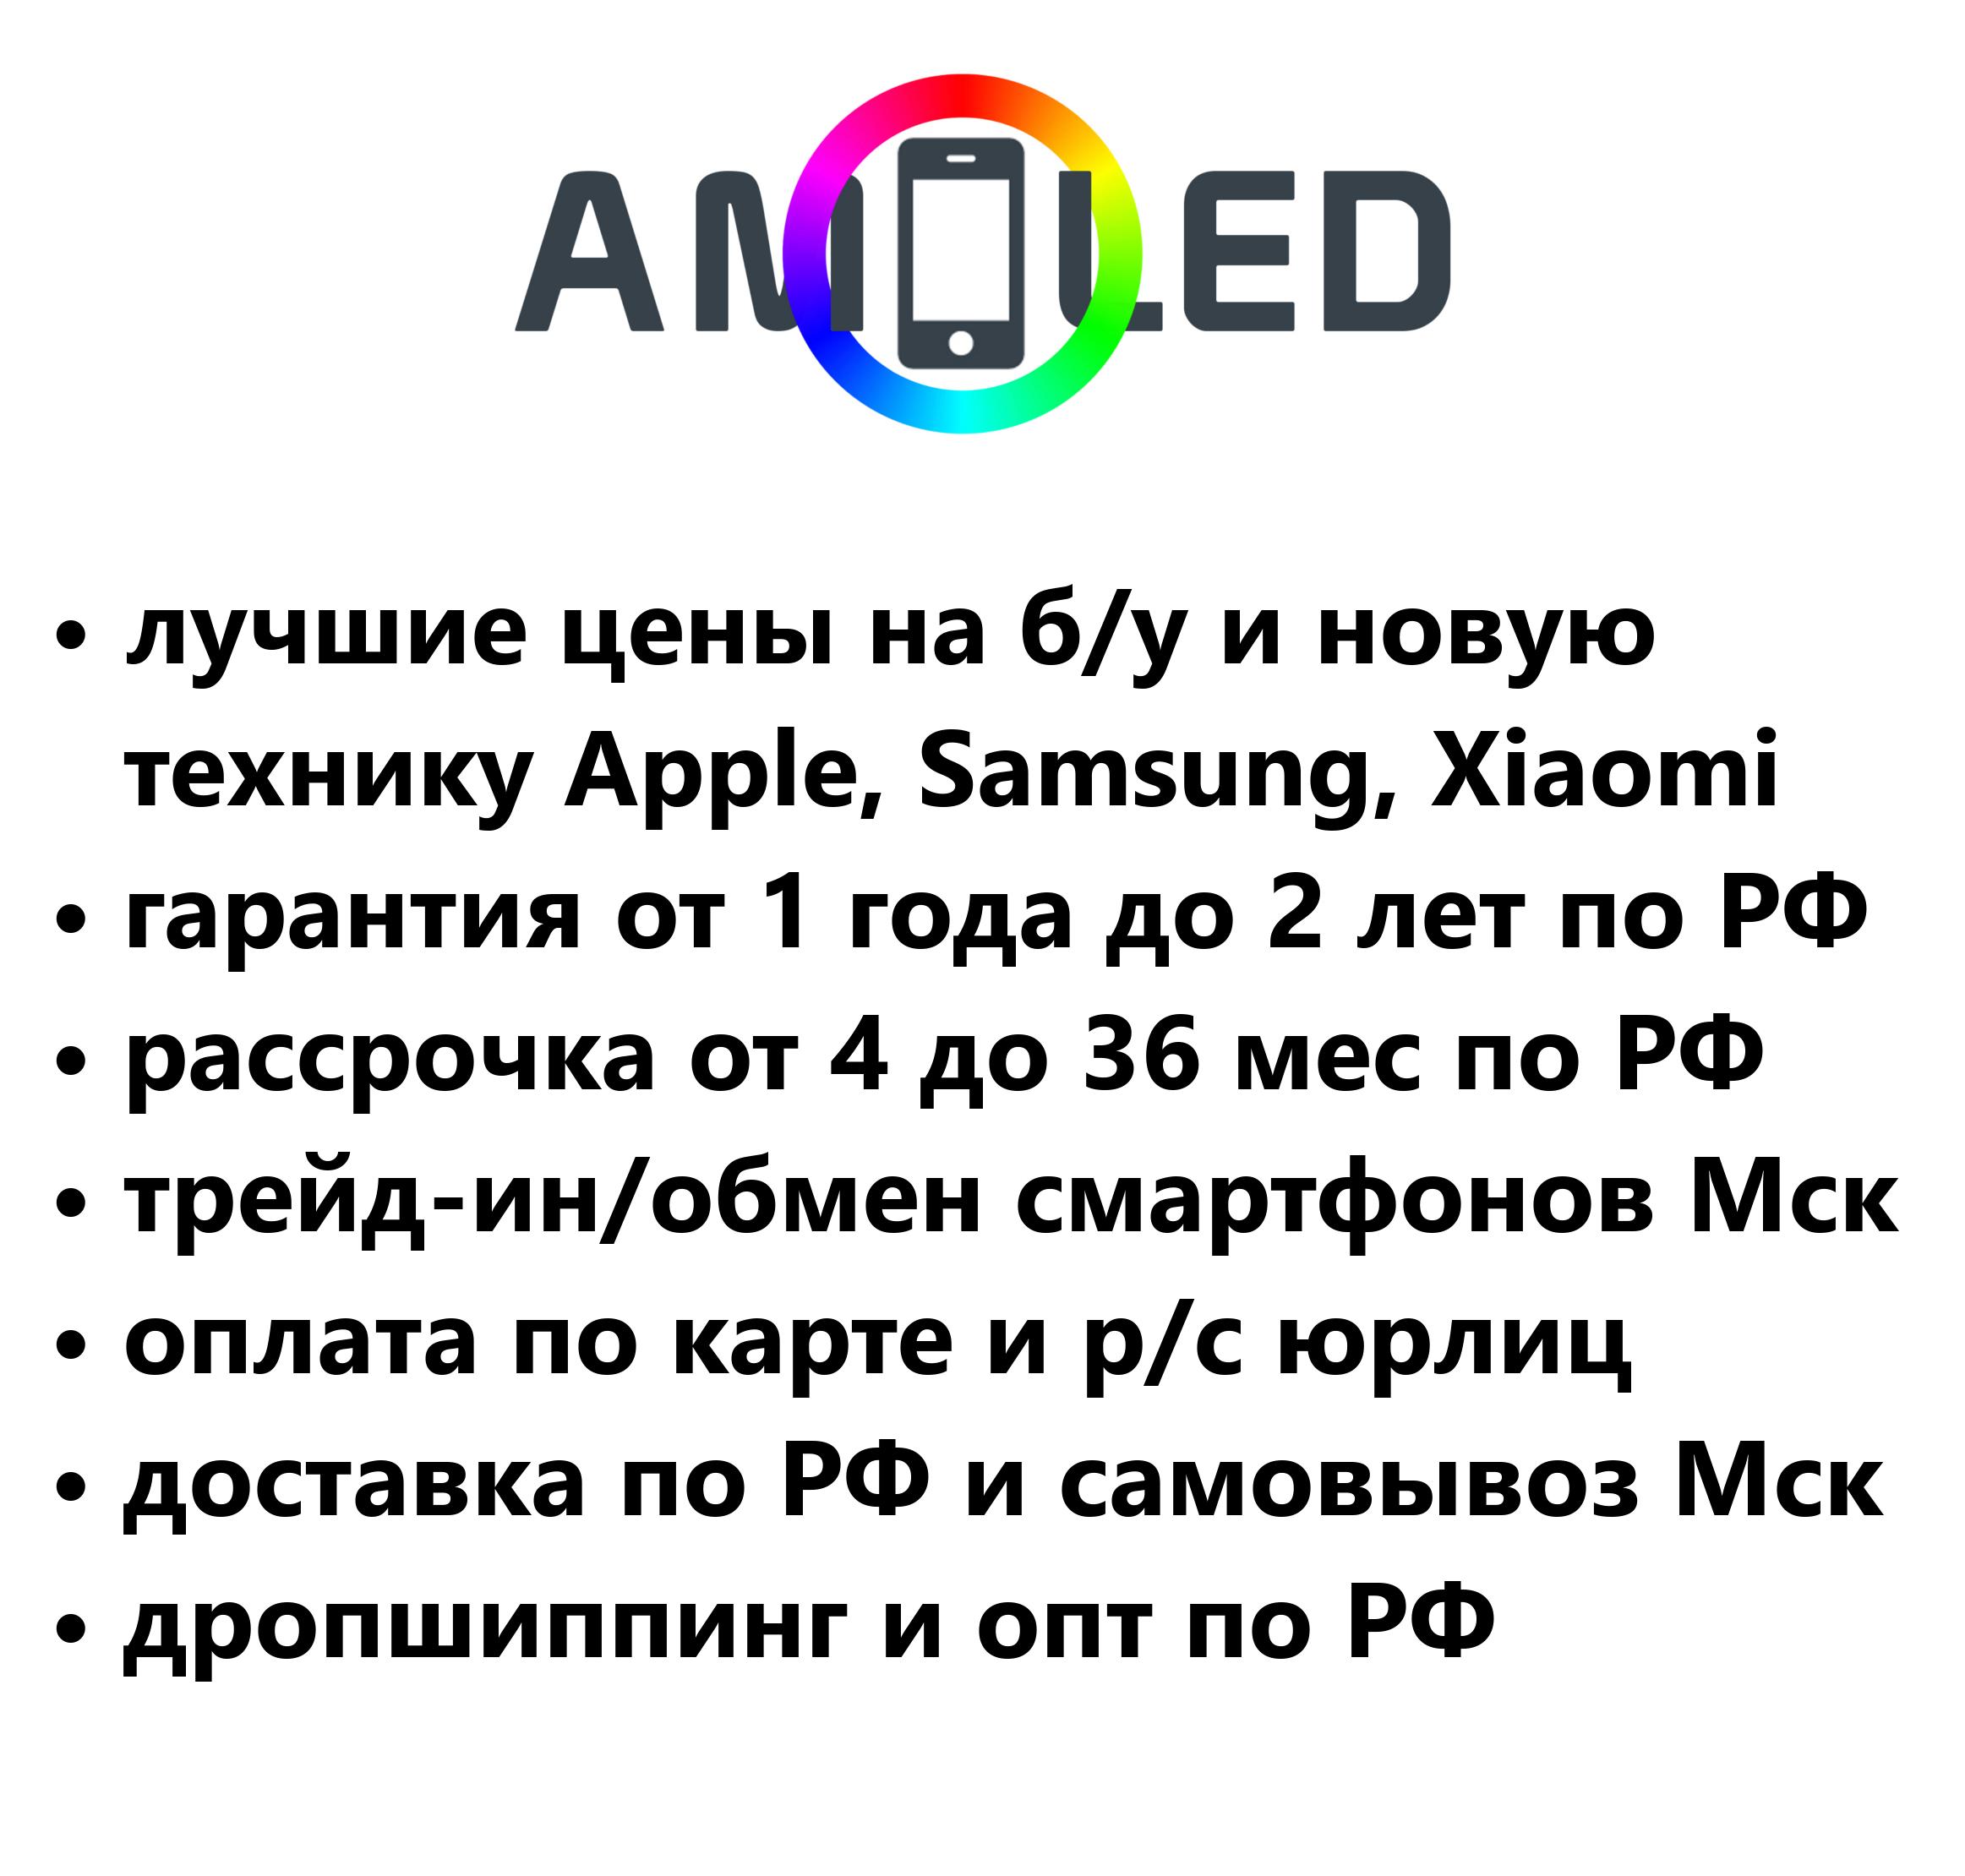 AMOLED
• лучшие цены на б/у и новую
технику Apple, Samsung, Xiaomi
• гарантия от 1 года до 2 лет по РФ
• рассрочка от 4 до 36 мес по РФ
• трейд-ин/обмен смартфонов Мск
• оплата по карте и р/с юрлиц
• доставка по РФ и самовывоз Мск
• дропшиппинг и опт по РФ